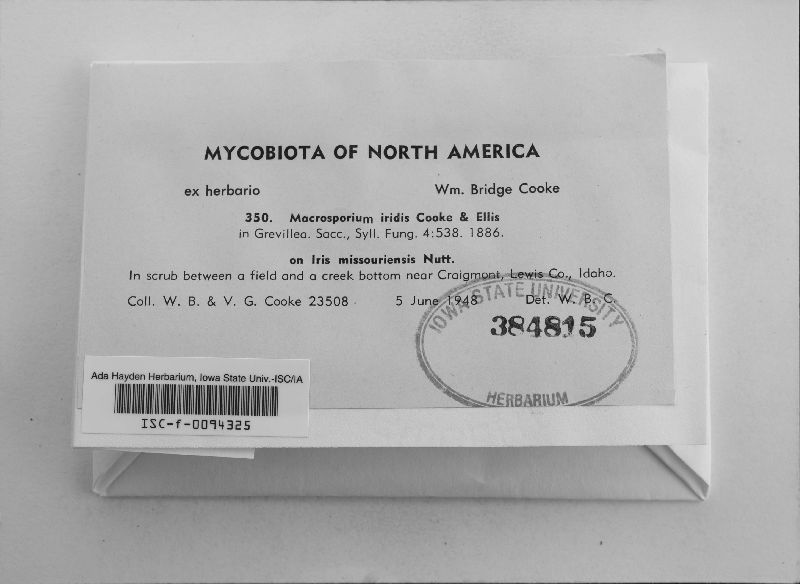 MYCOBIOTA OF NORTH AMERICA
ex herbario Wm. Bridge Cooke
350. Macrosporium iridis Cooke & Ellis
in Grevillea. Sacc., Syll. Fung. 4:538. 1886.
on Iris missouriensis Nutt.
In scrub between a field and a creek bottom near Craigmont, Lewis Co., Idaho.
Coll. W. B. & V. G. Cooke 23508 5 June 1948 Det. W. B. C.
IOWA STATE UNIVERSITY
384815
HERBARIUM
Ada Hayden Herbarium, Iowa State Univ.-ISC/IA
ISC-f-0094325